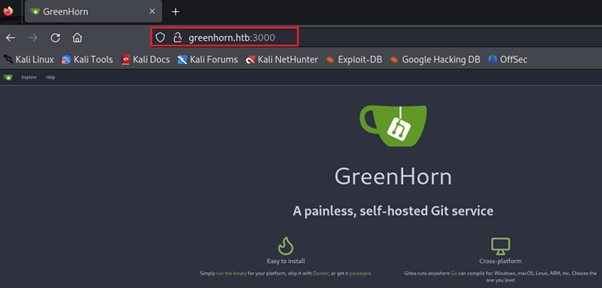 GreenHorn
greenhorn.htb:3000
Kali Linux Kali Tools Kali Docs Kali Forums Kali NetHunter Exploit-DB Google Hacking DB OffSec
Explore Help
GreenHorn
A painless, self-hosted Git service
Easy to install Cross-platform
Simply run the binary for your platform, ship it with Docker, or get it packaged. Gitea runs anywhere Go can compile for: Windows, macOS, Linux, ARM, etc. Choose the
one you love!